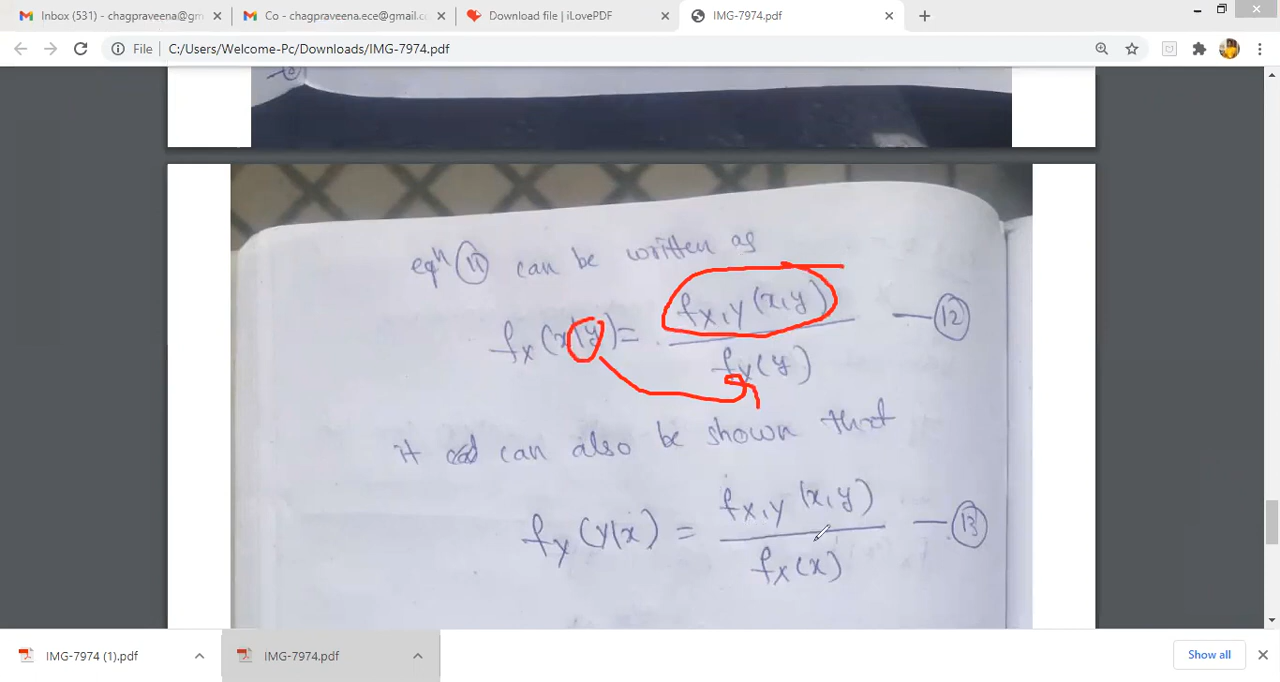 Inbox (531) - chagpraveena@gm
Co - chagpraveena.ece@gmail.c
Download file | iLovePDF
IMG-7974.pdf
File C:/Users/Welcome-Pc/Downloads/IMG-7974.pdf
eqⁿ (11) can be written as
fx (x|y) = fx,y (x,y) / fy(y) — (12)
it can also be shown that
fy (y|x) = fx,y (x,y) / fx(x) — (13)
IMG-7974 (1).pdf
IMG-7974.pdf
Show all